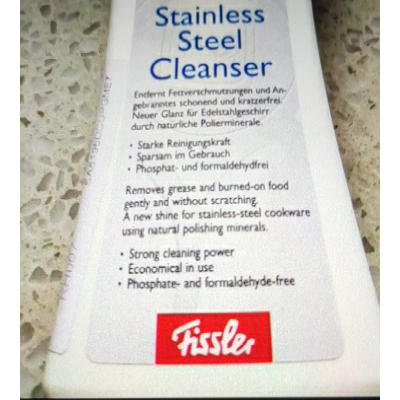 Stainless
Steel
Cleanser
Entfernt Fettverschmutzungen und An-
gebranntes schonend und kratzerfrei.
Neuer Glanz für Edelstahlgeschirr
durch natürliche Polierminerale.
• Starke Reinigungskraft
• Sparsam im Gebrauch
• Phosphat- und formaldehydfrei
Removes grease and burned-on food
gently and without scratching.
A new shine for stainless-steel cookware
using natural polishing minerals.
• Strong cleaning power
• Economical in use
• Phosphate- and formaldehyde-free
Fissler